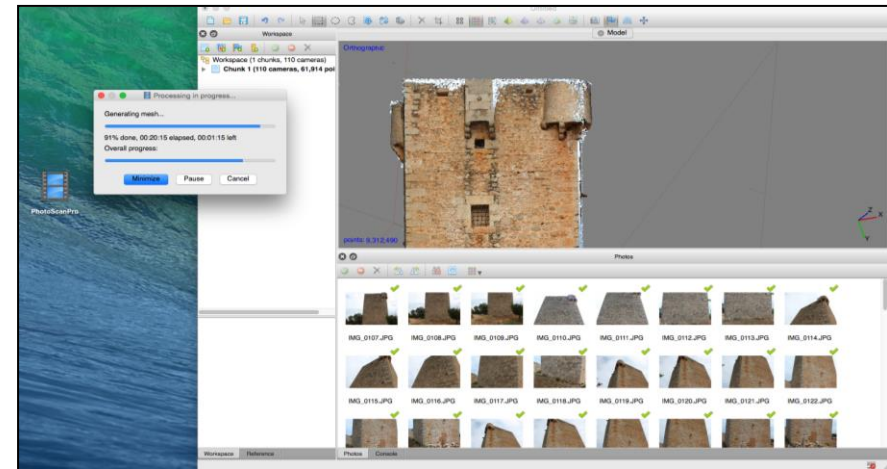 Workspace
Model
Workspace (1 chunks, 110 cameras)
Chunk 1 (110 cameras, 61,914 poi
Orthographic
Processing in progress...
Generating mesh...
91% done, 00:20:15 elapsed, 00:01:15 left
Overall progress:
Minimize Pause Cancel
PhotoScanPro
points: 9,312,690
Photos
IMG_0107.JPG IMG_0108.JPG IMG_0109.JPG IMG_0110.JPG IMG_0111.JPG IMG_0112.JPG IMG_0113.JPG IMG_0114.JPG
IMG_0115.JPG IMG_0116.JPG IMG_0117.JPG IMG_0118.JPG IMG_0119.JPG IMG_0120.JPG IMG_0121.JPG IMG_0122.JPG
Workspace Reference
Photos Console
Z
X
Y